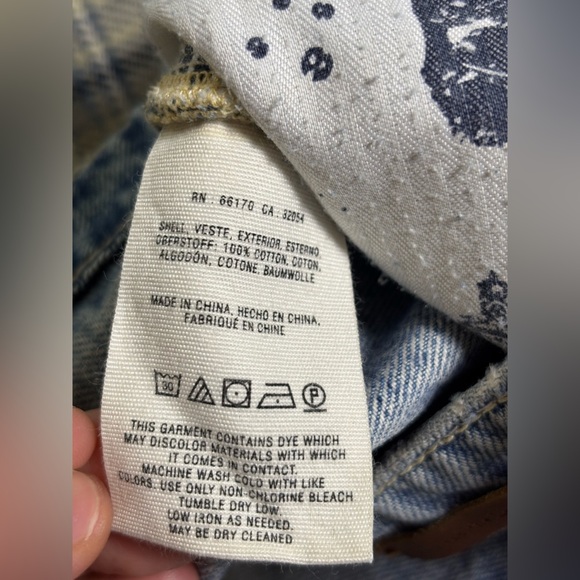 RN . 66170 CA . 32054
SHELL, VESTE, EXTERIOR, ESTERNO,
OBERSTOFF: 100% COTTON, COTON,
ALGODÓN, COTONE, BAUMWOLLE
MADE IN CHINA, HECHO EN CHINA,
FABRIQUÉ EN CHINE
30 P
THIS GARMENT CONTAINS DYE WHICH
MAY DISCOLOR MATERIALS WITH WHICH
IT COMES IN CONTACT.
MACHINE WASH COLD WITH LIKE
COLORS. USE ONLY NON-CHLORINE BLEACH
TUMBLE DRY LOW.
LOW IRON AS NEEDED.
MAY BE DRY CLEANED